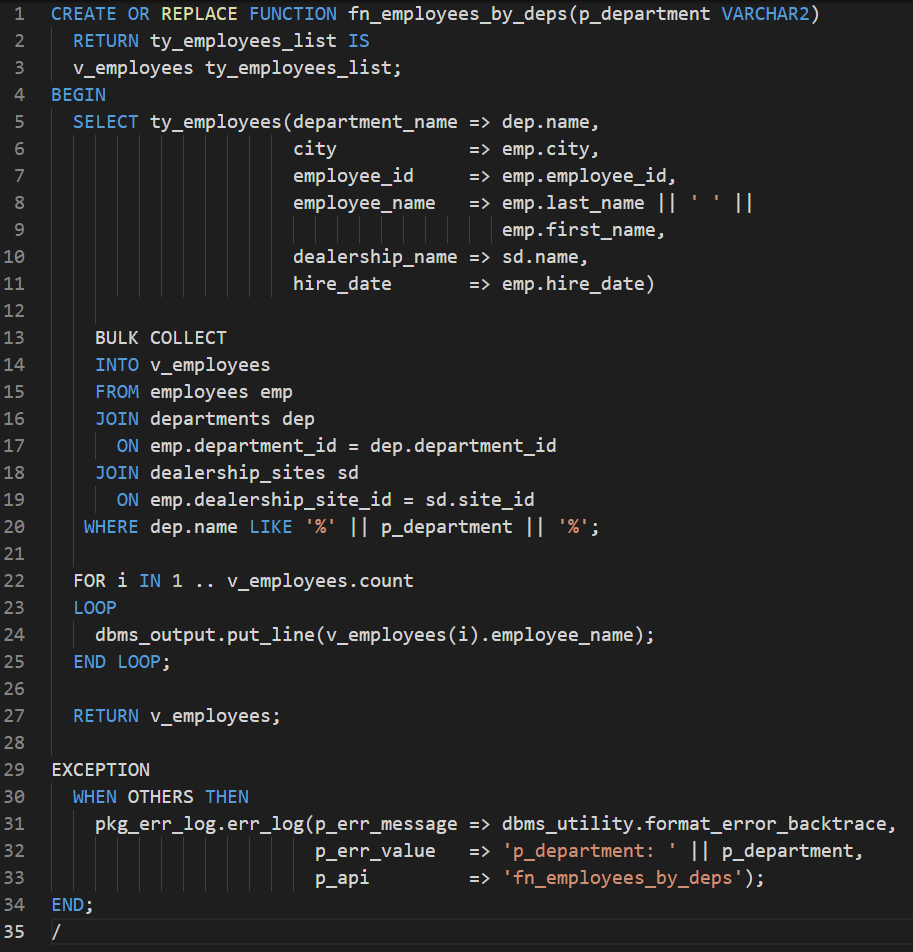 1 CREATE OR REPLACE FUNCTION fn_employees_by_deps(p_department VARCHAR2)
2   RETURN ty_employees_list IS
3   v_employees ty_employees_list;
4 BEGIN
5   SELECT ty_employees(department_name => dep.name,
6                       city            => emp.city,
7                       employee_id     => emp.employee_id,
8                       employee_name   => emp.last_name || ' ' ||
9                                          emp.first_name,
10                       dealership_name => sd.name,
11                       hire_date       => emp.hire_date)
12
13     BULK COLLECT
14     INTO v_employees
15     FROM employees emp
16     JOIN departments dep
17       ON emp.department_id = dep.department_id
18     JOIN dealership_sites sd
19       ON emp.dealership_site_id = sd.site_id
20    WHERE dep.name LIKE '%' || p_department || '%';
21
22   FOR i IN 1 .. v_employees.count
23   LOOP
24     dbms_output.put_line(v_employees(i).employee_name);
25   END LOOP;
26
27   RETURN v_employees;
28
29 EXCEPTION
30   WHEN OTHERS THEN
31     pkg_err_log.err_log(p_err_message => dbms_utility.format_error_backtrace,
32                         p_err_value   => 'p_department: ' || p_department,
33                         p_api         => 'fn_employees_by_deps');
34 END;
35 /